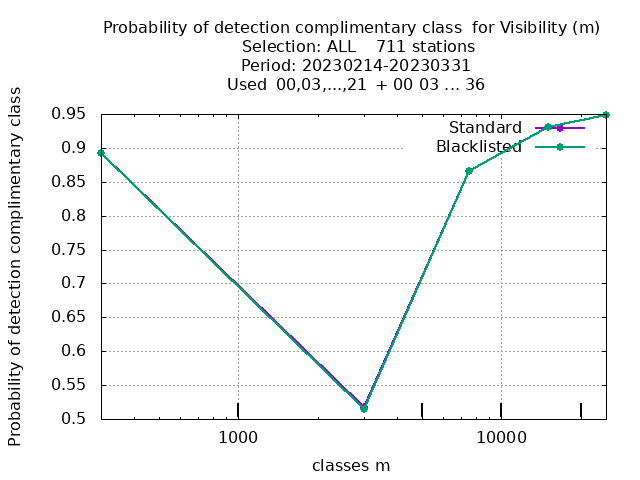 Probability of detection complimentary class  for Visibility (m)
Selection: ALL    711 stations
Period: 20230214-20230331
Used  00,03,...,21  + 00 03 ... 36
Probability of detection complimentary class
0.95
0.9
0.85
0.8
0.75
0.7
0.65
0.6
0.55
0.5
Standard
Blacklisted
1000
10000
classes m